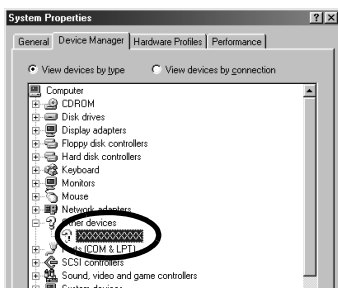 System Properties
General Device Manager Hardware Profiles Performance
View devices by type View devices by connection
Computer
CDROM
Disk drives
Display adapters
Floppy disk controllers
Hard disk controllers
Keyboard
Monitors
Mouse
Network adapters
Other devices
XXXXXXXXXXXX
Ports (COM & LPT)
SCSI controllers
Sound, video and game controllers
System devices